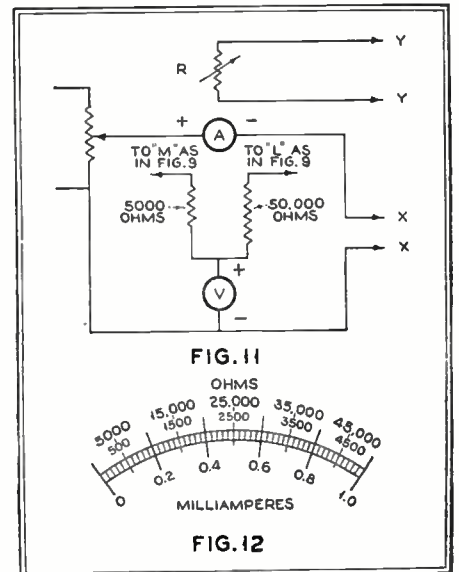 Y
R
Y
+ A −
TO "M" AS IN FIG.9
TO "L" AS IN FIG.9
5000 OHMS
50,000 OHMS
X
X
+
V
−
FIG.11
OHMS
5000 15,000 25,000 35,000 45,000
500 1500 2500 3500 4500
0 0.2 0.4 0.6 0.8 1.0
MILLIAMPERES
FIG.12